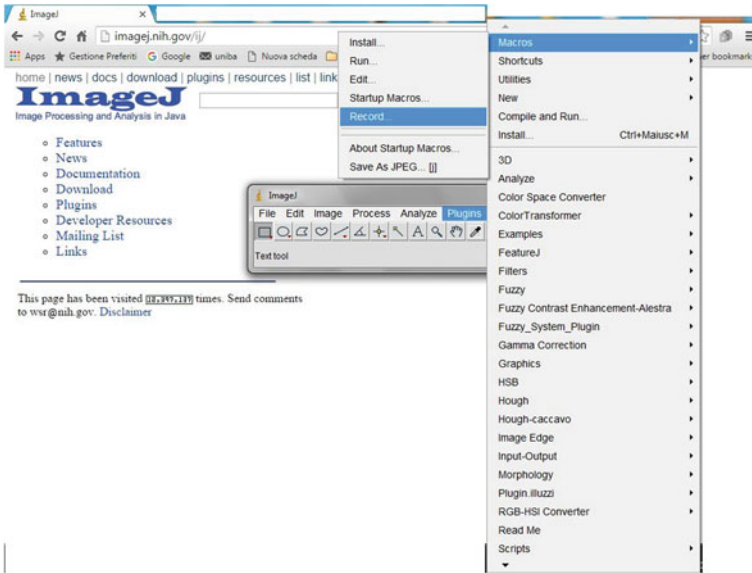 ImageJ
imagej.nih.gov/ij/
Apps Gestione Preferiti Google uniba Nuova scheda
ier bookmark
home | news | docs | download | plugins | resources | list | link
ImageJ
Image Processing and Analysis in Java
Features
News
Documentation
Download
Plugins
Developer Resources
Mailing List
Links
This page has been visited times. Send comments
to wsr@nih.gov. Disclaimer
Install...
Run...
Edit...
Startup Macros...
Record...
About Startup Macros...
Save As JPEG... [j]
ImageJ
File Edit Image Process Analyze Plugins
Text tool
Macros
Shortcuts
Utilities
New
Compile and Run...
Install... Ctrl+Maiusc+M
3D
Analyze
Color Space Converter
ColorTransformer
Examples
FeatureJ
Filters
Fuzzy
Fuzzy Contrast Enhancement-Alestra
Fuzzy_System_Plugin
Gamma Correction
Graphics
HSB
Hough
Hough-caccavo
Image Edge
Input-Output
Morphology
Plugin.illuzzi
RGB-HSI Converter
Read Me
Scripts